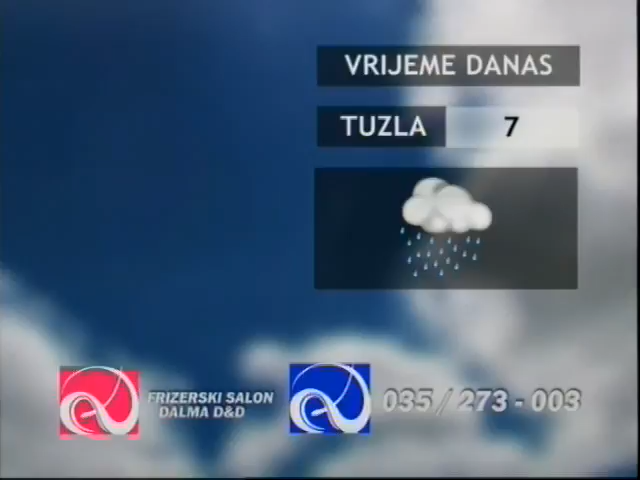 VRIJEME DANAS
TUZLA 7
FRIZERSKI SALON
DALMA D&D
035 / 273 - 003